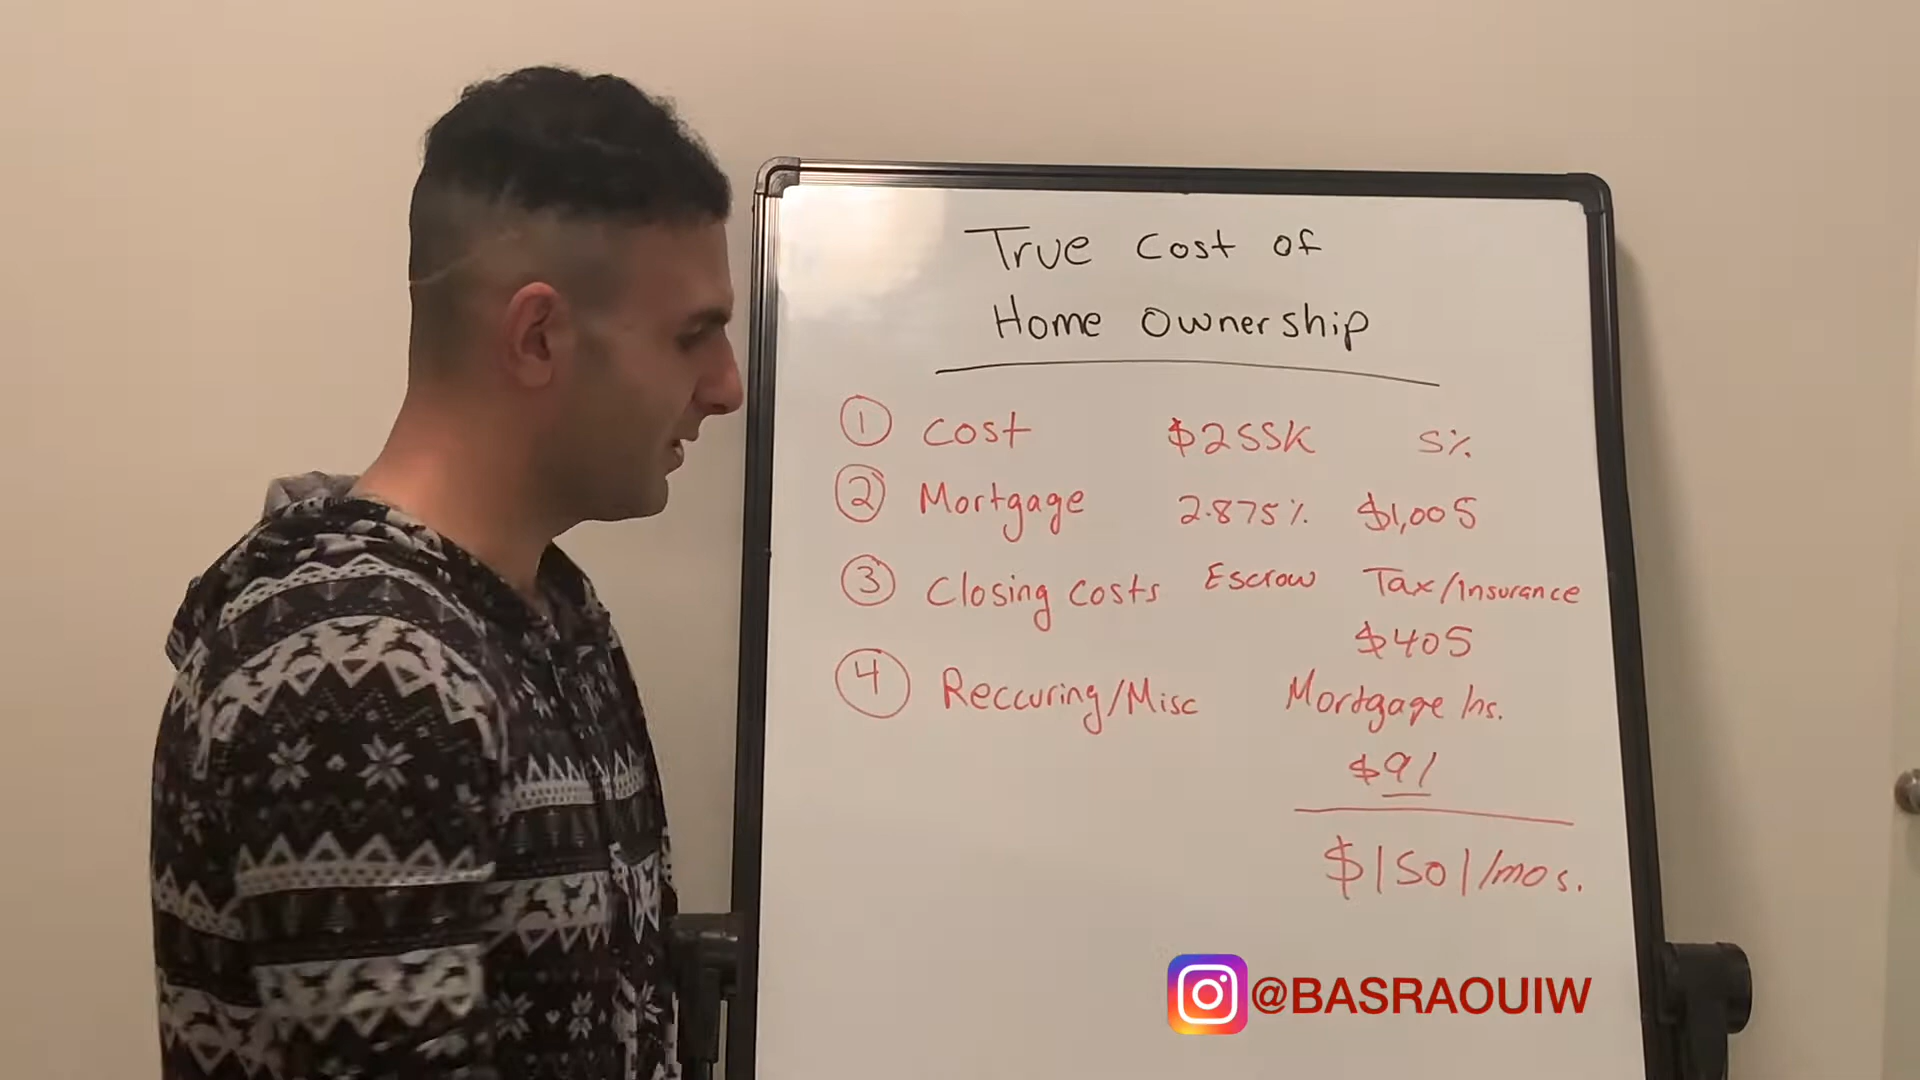 True Cost of
Home Ownership
1 Cost $255K 5%
2 Mortgage 2.875% $1,005
3 Closing Costs Escrow Tax/Insurance
$405
4 Reccuring/Misc Mortgage Ins.
$91
$1501/mos.
@BASRAOUIW